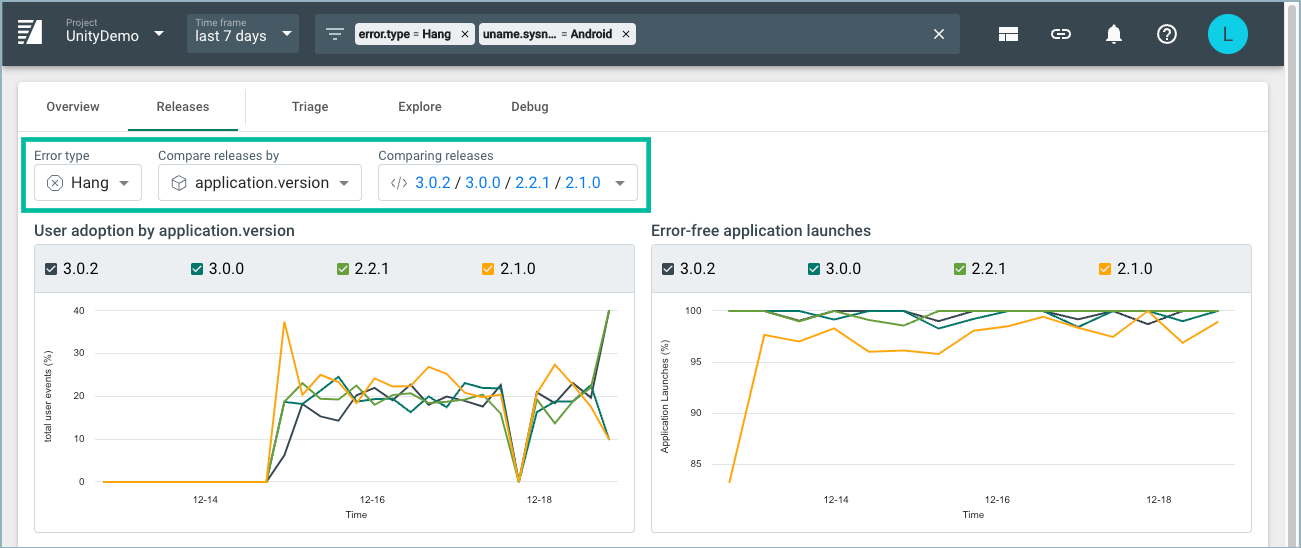 Project
UnityDemo
Time frame
last 7 days
error.type = Hang ×
uname.sysn... = Android ×
L
Overview
Releases
Triage
Explore
Debug
Error type
Compare releases by
Comparing releases
Hang
application.version
</> 3.0.2 / 3.0.0 / 2.2.1 / 2.1.0
User adoption by application.version
3.0.2
3.0.0
2.2.1
2.1.0
40
30
20
10
0
total user events (%)
12-14
12-16
12-18
Time
Error-free application launches
3.0.2
3.0.0
2.2.1
2.1.0
100
95
90
85
Application Launches (%)
12-14
12-16
12-18
Time